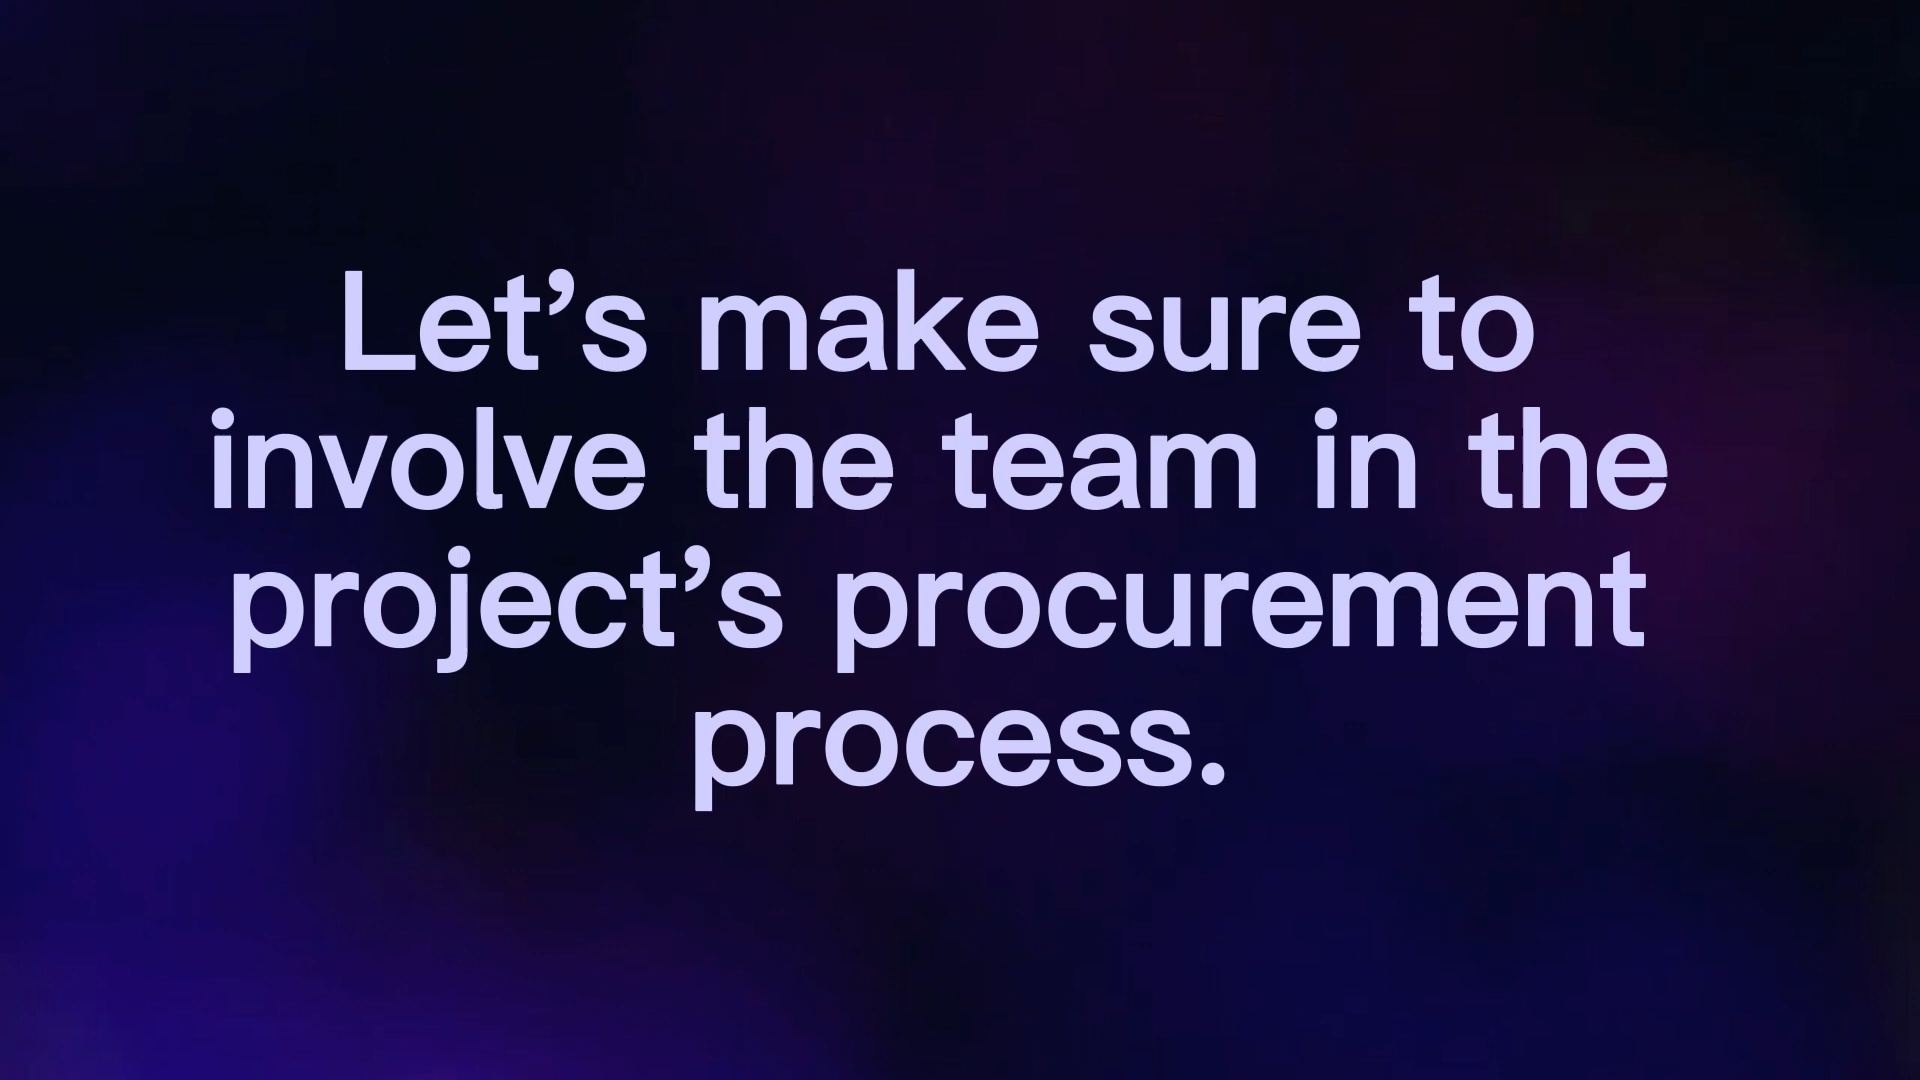 Let’s make sure to
involve the team in the
project’s procurement
process.